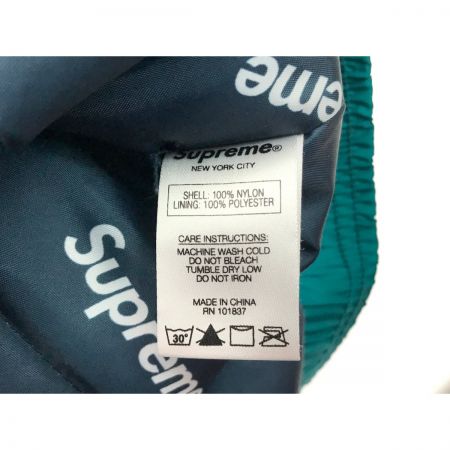 Supreme
Supreme®
NEW YORK CITY
SHELL: 100% NYLON
LINING: 100% POLYESTER
CARE INSTRUCTIONS:
MACHINE WASH COLD
DO NOT BLEACH
TUMBLE DRY LOW
DO NOT IRON
MADE IN CHINA
RN 101837
30°
Supreme